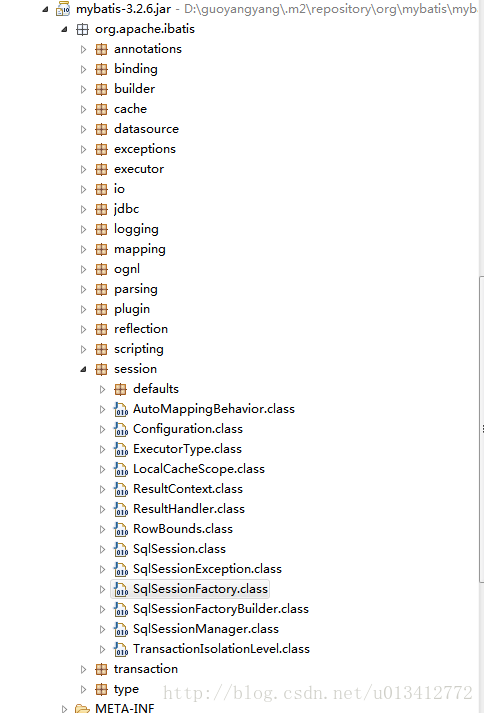 mybatis-3.2.6.jar - D:\guoyangyang\.m2\repository\org\mybatis\myb
org.apache.ibatis
annotations
binding
builder
cache
datasource
exceptions
executor
io
jdbc
logging
mapping
ognl
parsing
plugin
reflection
scripting
session
defaults
AutoMappingBehavior.class
Configuration.class
ExecutorType.class
LocalCacheScope.class
ResultContext.class
ResultHandler.class
RowBounds.class
SqlSession.class
SqlSessionException.class
SqlSessionFactory.class
SqlSessionFactoryBuilder.class
SqlSessionManager.class
TransactionIsolationLevel.class
transaction
type http://blog.csdn.net/u013412772
META-INF